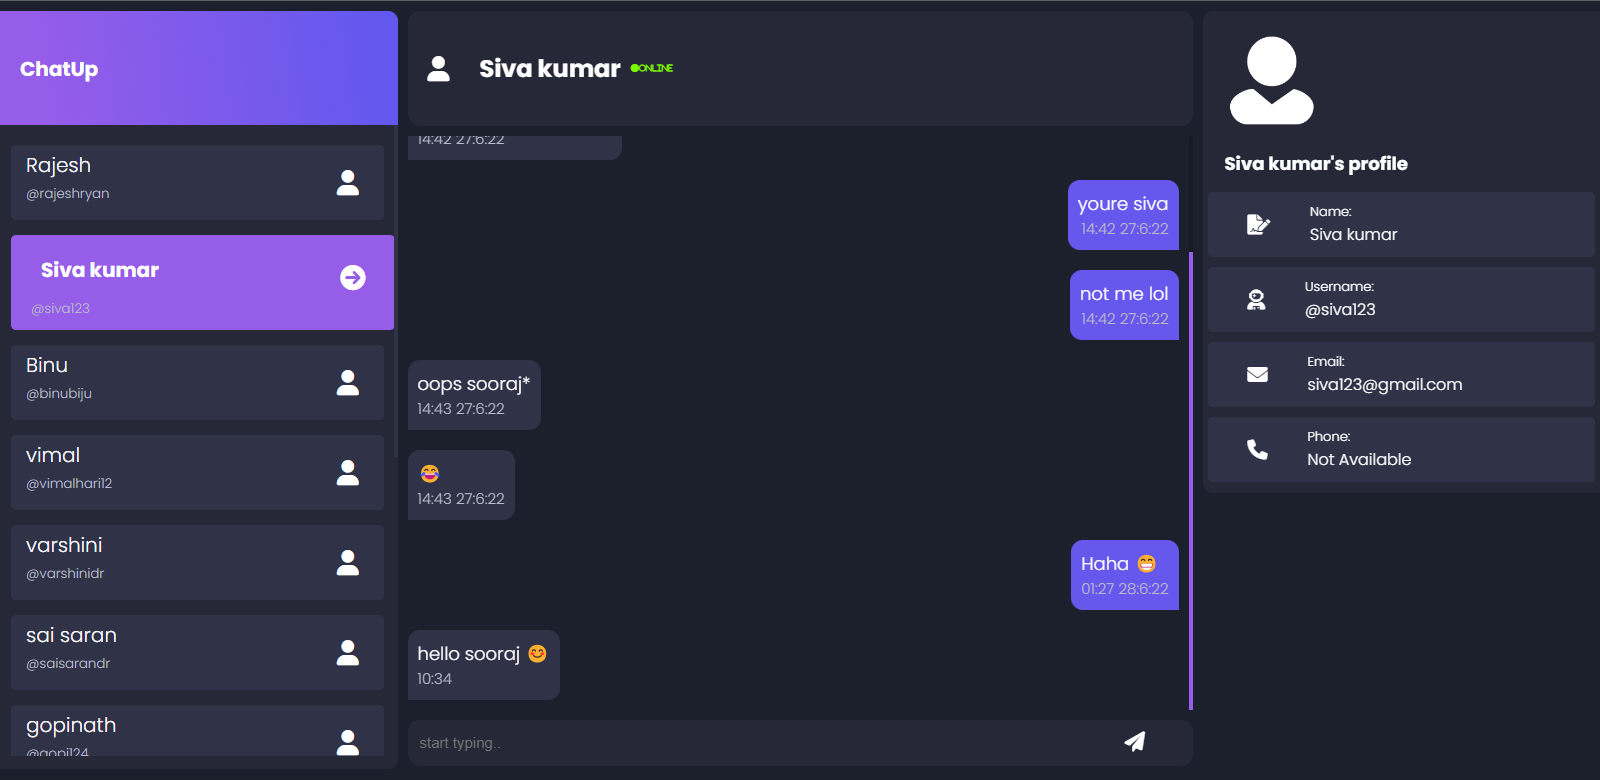 ChatUp
Rajesh
@rajeshryan
Siva kumar
@siva123
Binu
@binubiju
vimal
@vimalhari12
varshini
@varshinidr
sai saran
@saisarandr
gopinath
@gopi124
Siva kumar ONLINE
14:42 27:6:22
youre siva
14:42 27:6:22
not me lol
14:42 27:6:22
oops sooraj*
14:43 27:6:22
😂
14:43 27:6:22
Haha 😁
01:27 28:6:22
hello sooraj 😊
10:34
start typing..
Siva kumar's profile
Name:
Siva kumar
Username:
@siva123
Email:
siva123@gmail.com
Phone:
Not Available